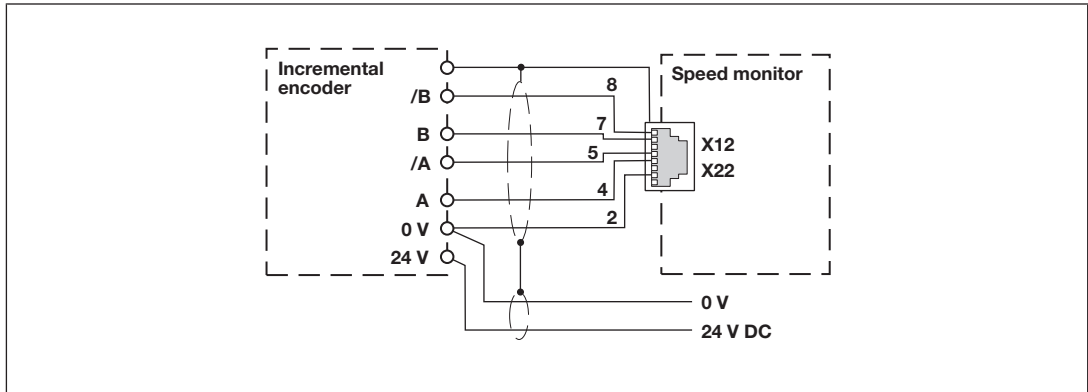 Incremental
encoder
Speed monitor
8
/B
7
B
X12
5
/A
X22
4
A
2
0 V
24 V
0 V
24 V DC